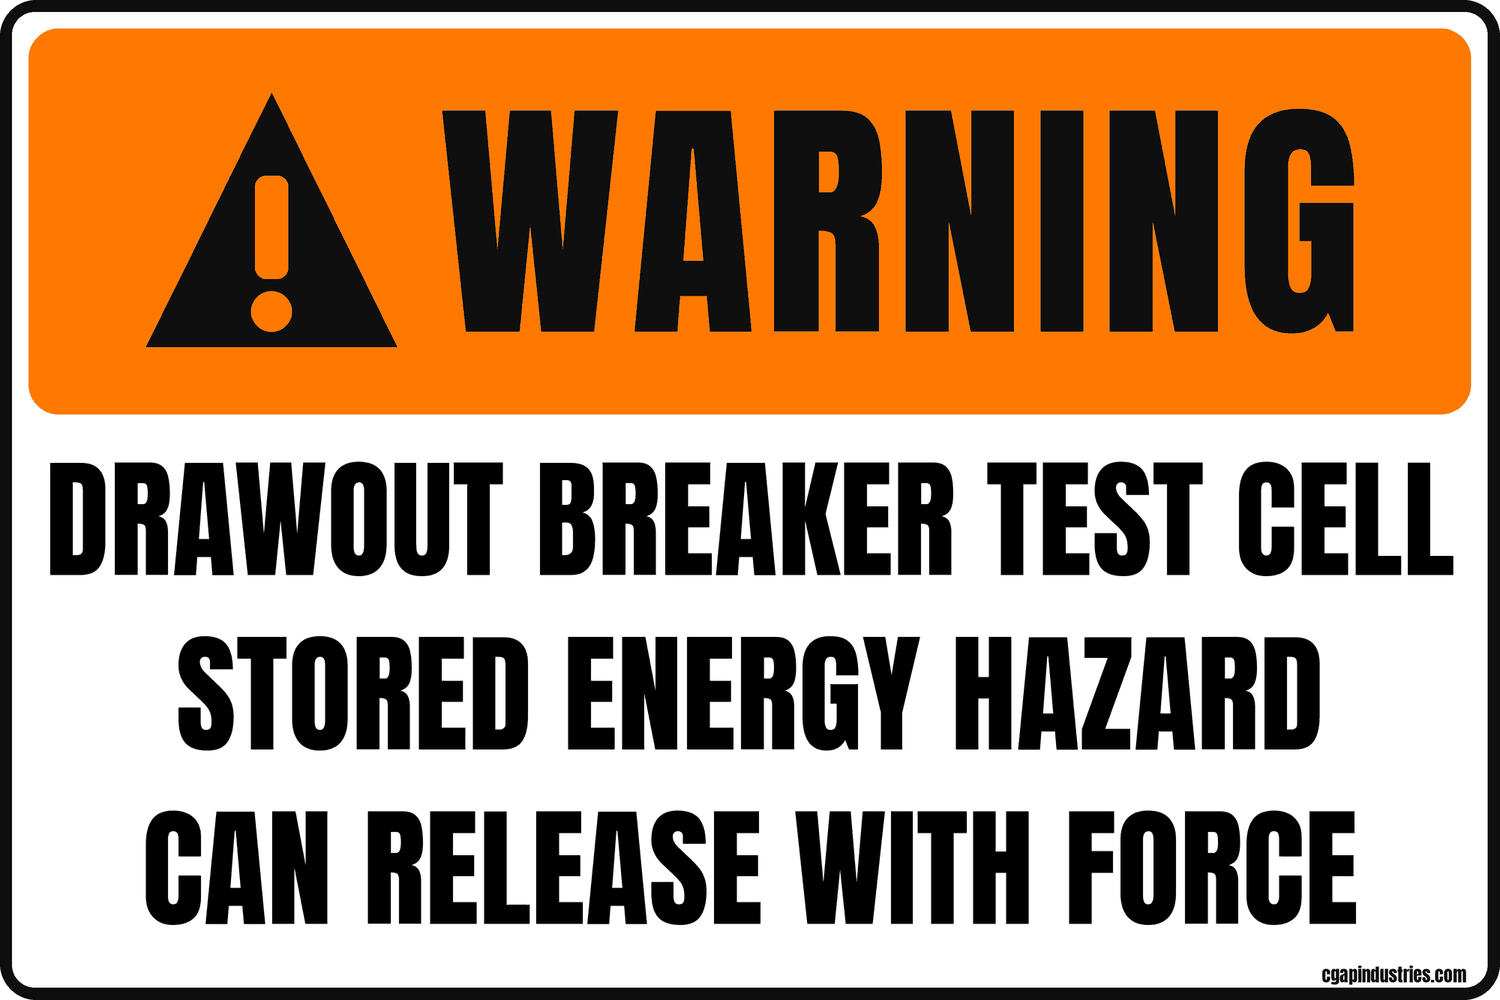 WARNING
DRAWOUT BREAKER TEST CELL
STORED ENERGY HAZARD
CAN RELEASE WITH FORCE
cgapindustries.com